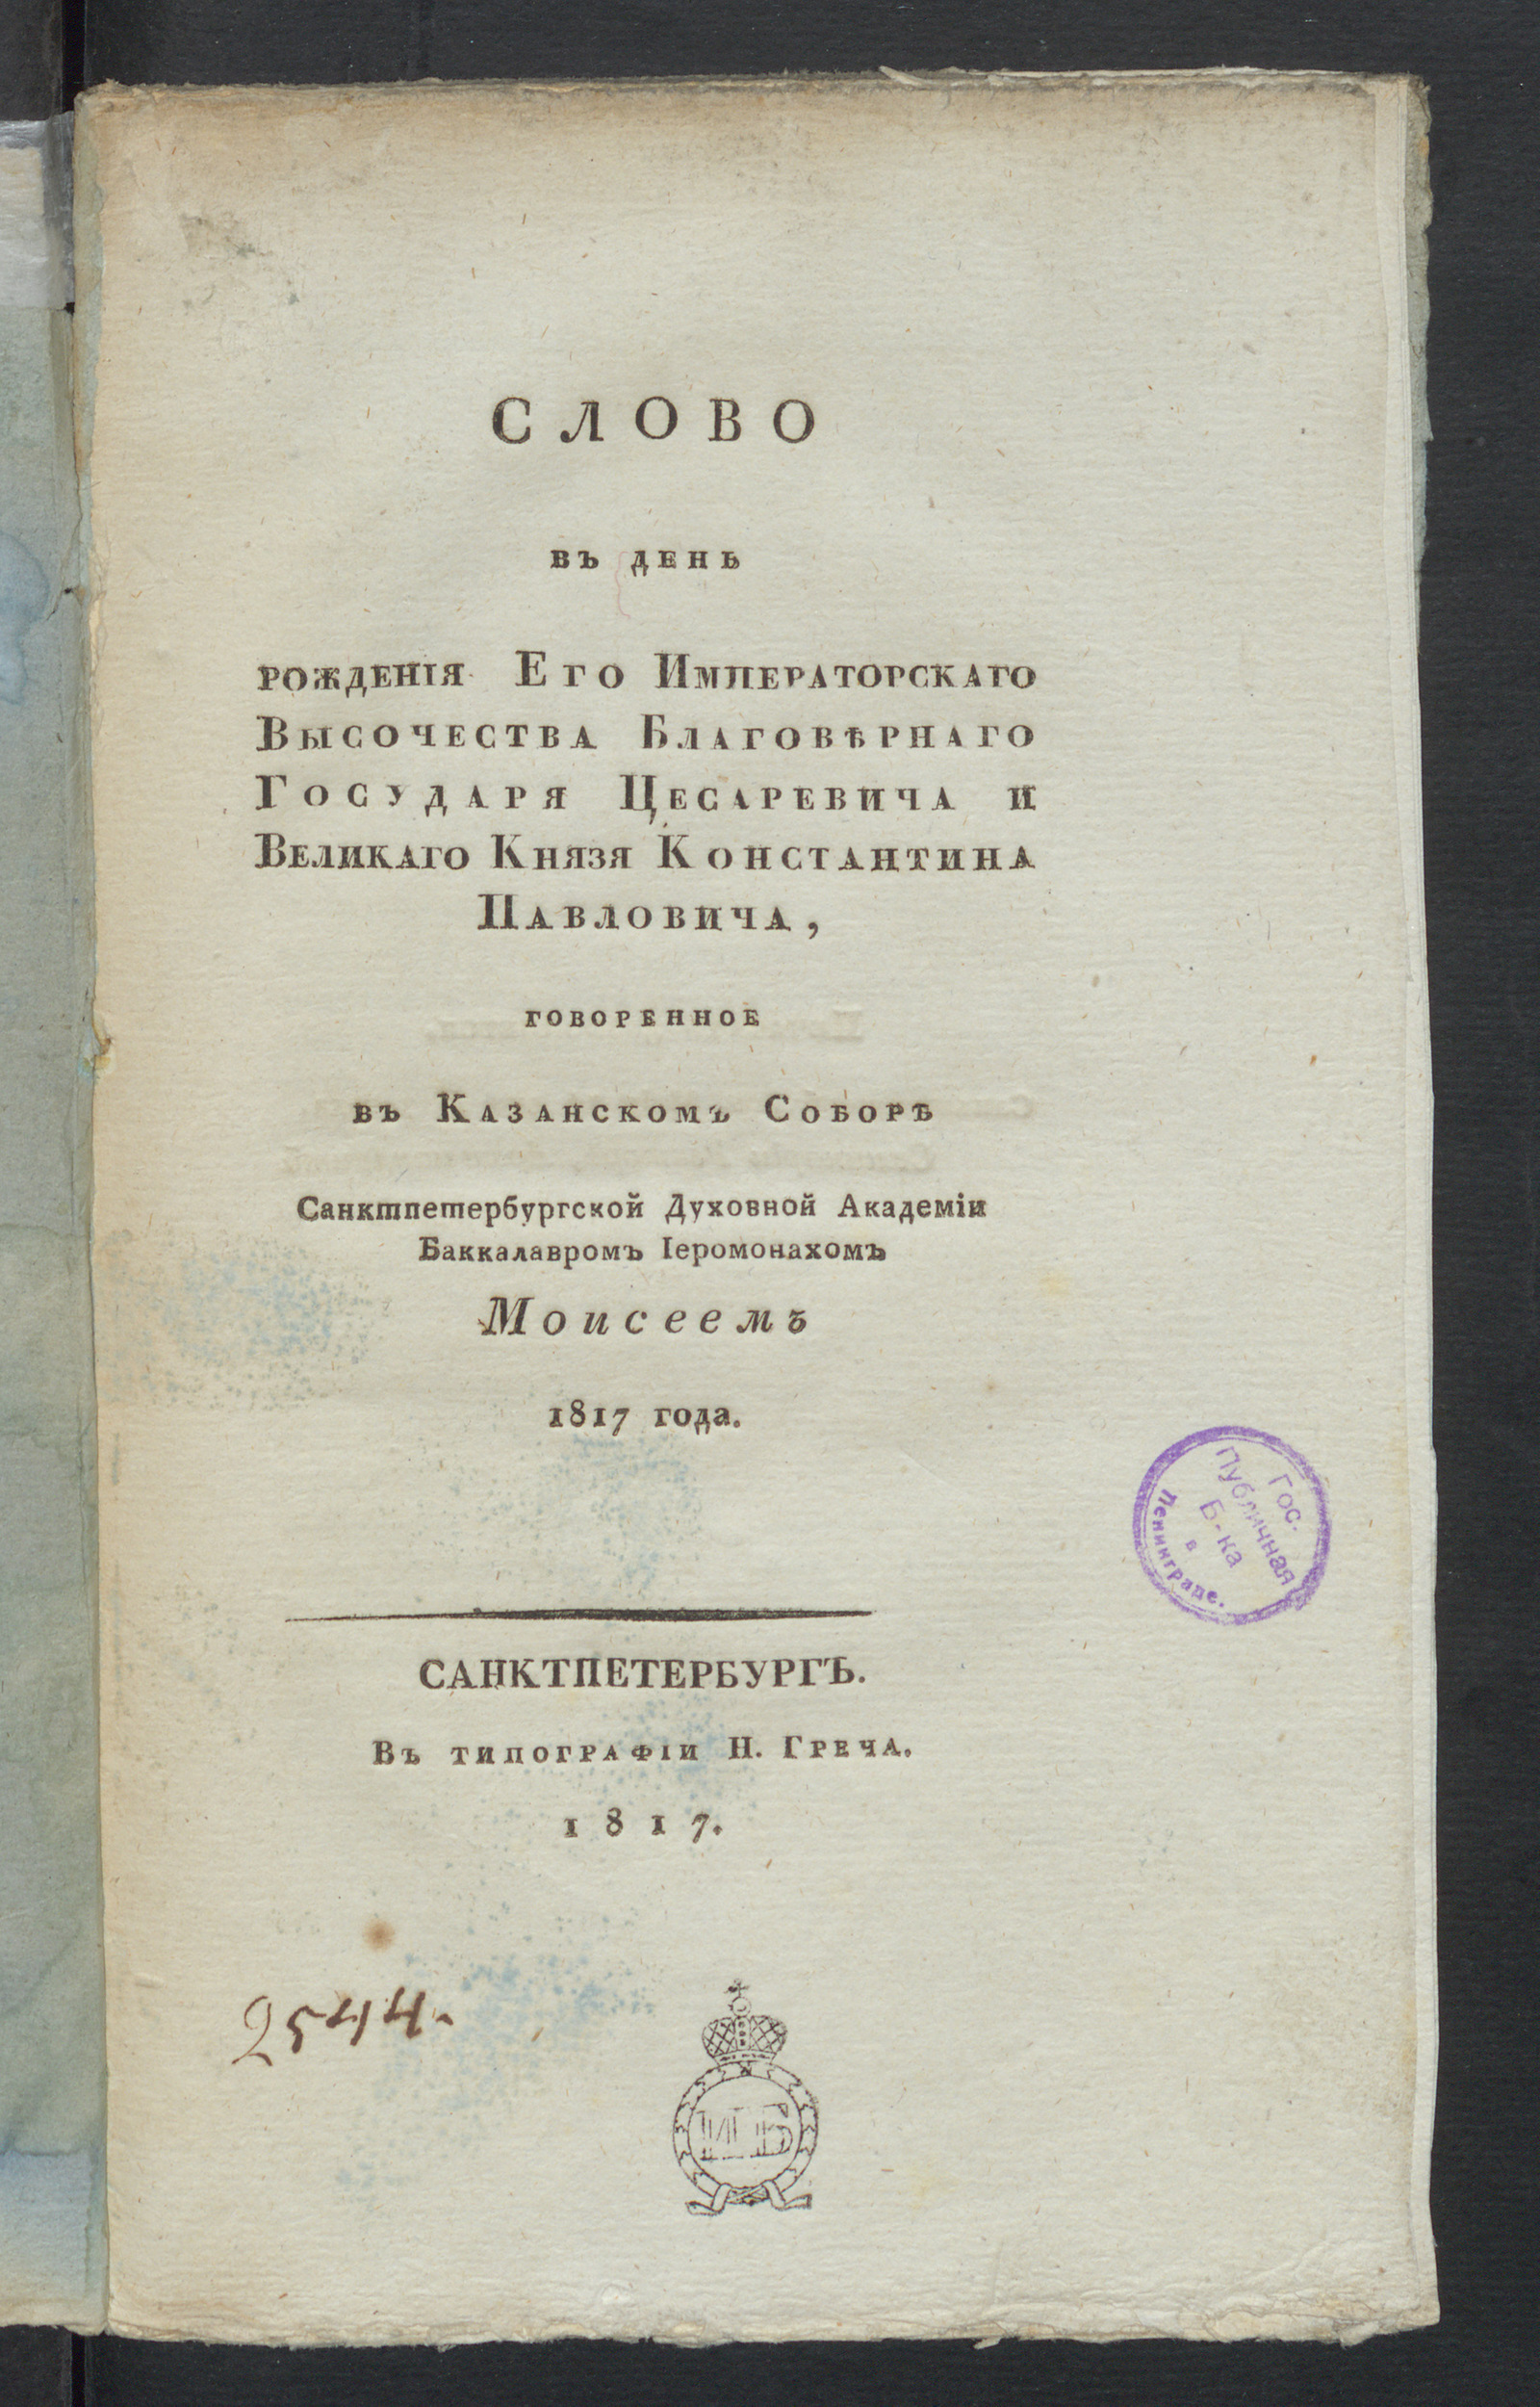 СЛОВО
въ день
рожденія Его Императорскаго
Высочества Благовѣрнаго
Государя Цесаревича и
Великаго Князя Константина
Павловича,
говоренное
въ Казанскомъ Соборѣ
Санктпетербургской Духовной Академіи
Баккалавромъ Іеромонахомъ
Моисеемъ
1817 года.
Гос.
Публичная
Б-ка
в
Ленинграде.
САНКТПЕТЕРБУРГЪ.
Въ типографіи Н. Греча.
1817.
2544.
ИПБ